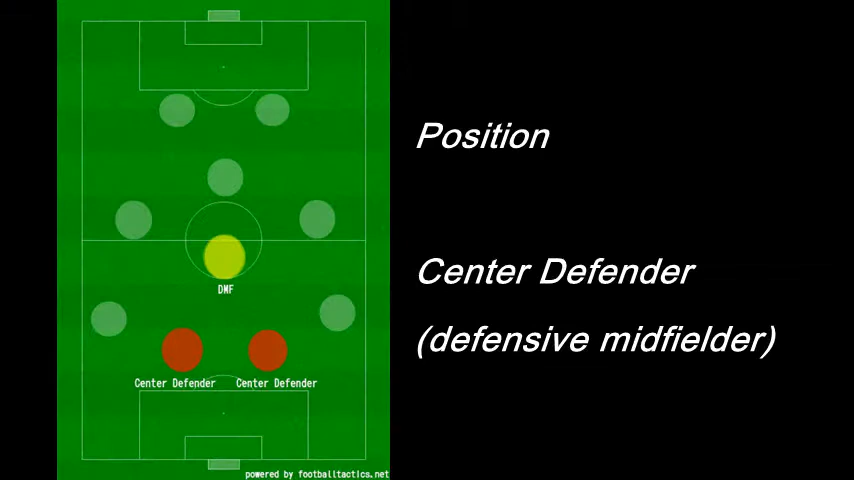 Position
Center Defender
(defensive midfielder)
DMF
Center Defender Center Defender
powered by footballtactics.net